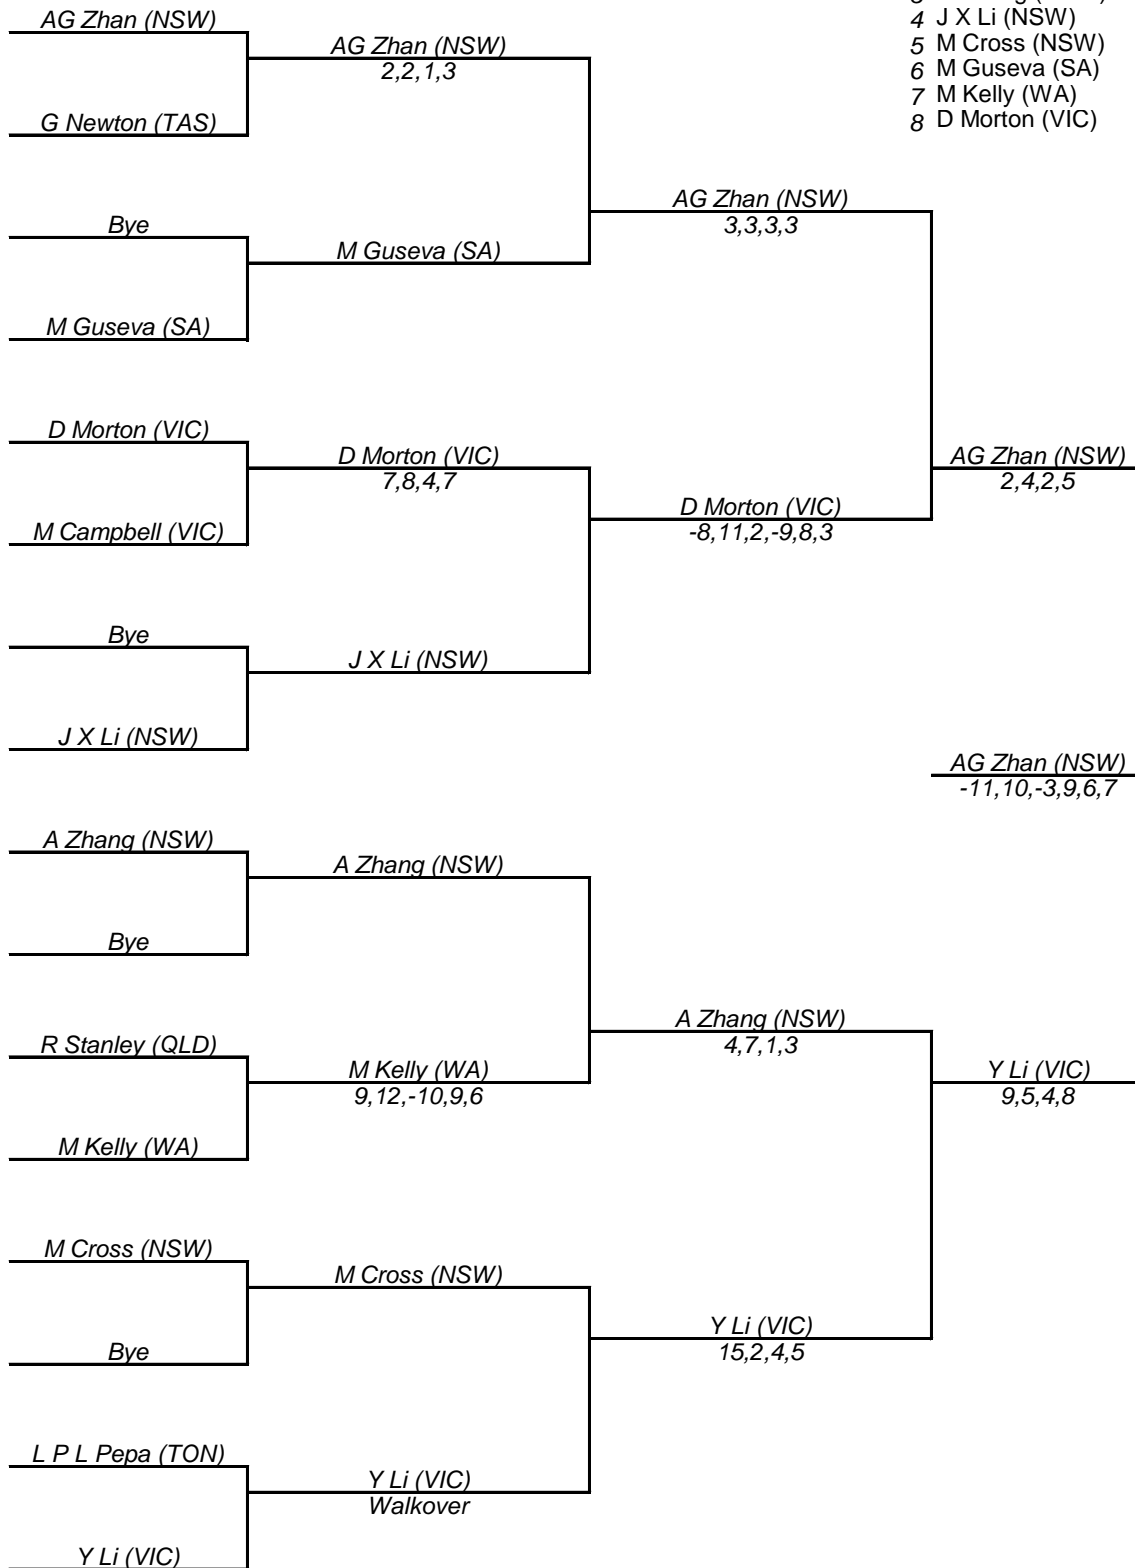 4 J X Li (NSW)
5 M Cross (NSW)
6 M Guseva (SA)
7 M Kelly (WA)
8 D Morton (VIC)
AG Zhan (NSW)
G Newton (TAS)
Bye
M Guseva (SA)
D Morton (VIC)
M Campbell (VIC)
Bye
J X Li (NSW)
A Zhang (NSW)
Bye
R Stanley (QLD)
M Kelly (WA)
M Cross (NSW)
Bye
L P L Pepa (TON)
Y Li (VIC)
AG Zhan (NSW)
2,2,1,3
M Guseva (SA)
D Morton (VIC)
7,8,4,7
J X Li (NSW)
A Zhang (NSW)
M Kelly (WA)
9,12,-10,9,6
M Cross (NSW)
Y Li (VIC)
Walkover
AG Zhan (NSW)
3,3,3,3
D Morton (VIC)
-8,11,2,-9,8,3
A Zhang (NSW)
4,7,1,3
Y Li (VIC)
15,2,4,5
AG Zhan (NSW)
2,4,2,5
AG Zhan (NSW)
-11,10,-3,9,6,7
Y Li (VIC)
9,5,4,8